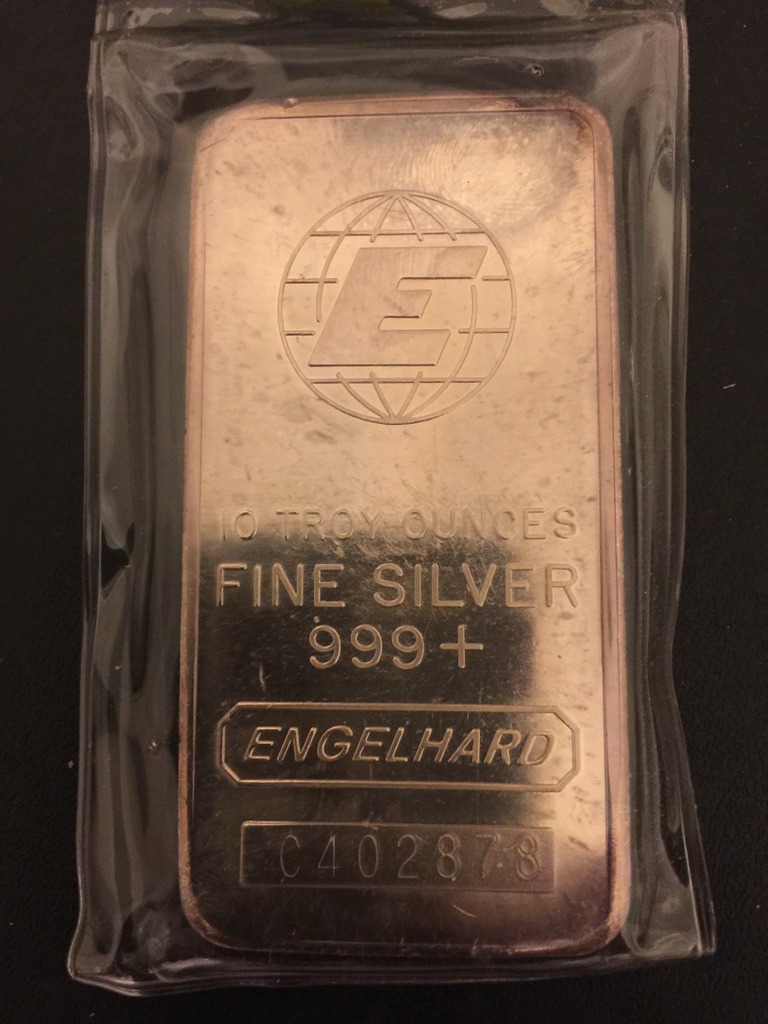 E
10 TROY OUNCES
FINE SILVER
999+
ENGELHARD
C402878